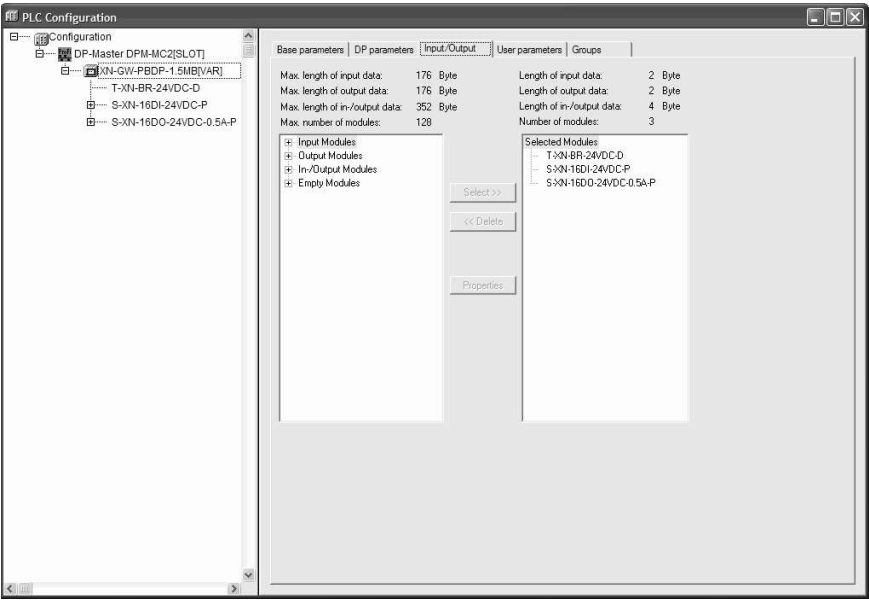 PLC Configuration
Configuration
DP-Master DPM-MC2[SLOT]
XN-GW-PBDP-1.5MB[VAR]
T-XN-BR-24VDC-D
S-XN-16DI-24VDC-P
S-XN-16DO-24VDC-0.5A-P
Base parameters DP parameters Input/Output User parameters Groups
Max. length of input data: 176 Byte Length of input data: 2 Byte
Max. length of output data: 176 Byte Length of output data: 2 Byte
Max. length of in-/output data: 352 Byte Length of in-/output data: 4 Byte
Max. number of modules: 128 Number of modules: 3
Input Modules
Output Modules
In-/Output Modules
Empty Modules
Select >>
<< Delete
Properties
Selected Modules
T-XN-BR-24VDC-D
S-XN-16DI-24VDC-P
S-XN-16DO-24VDC-0.5A-P